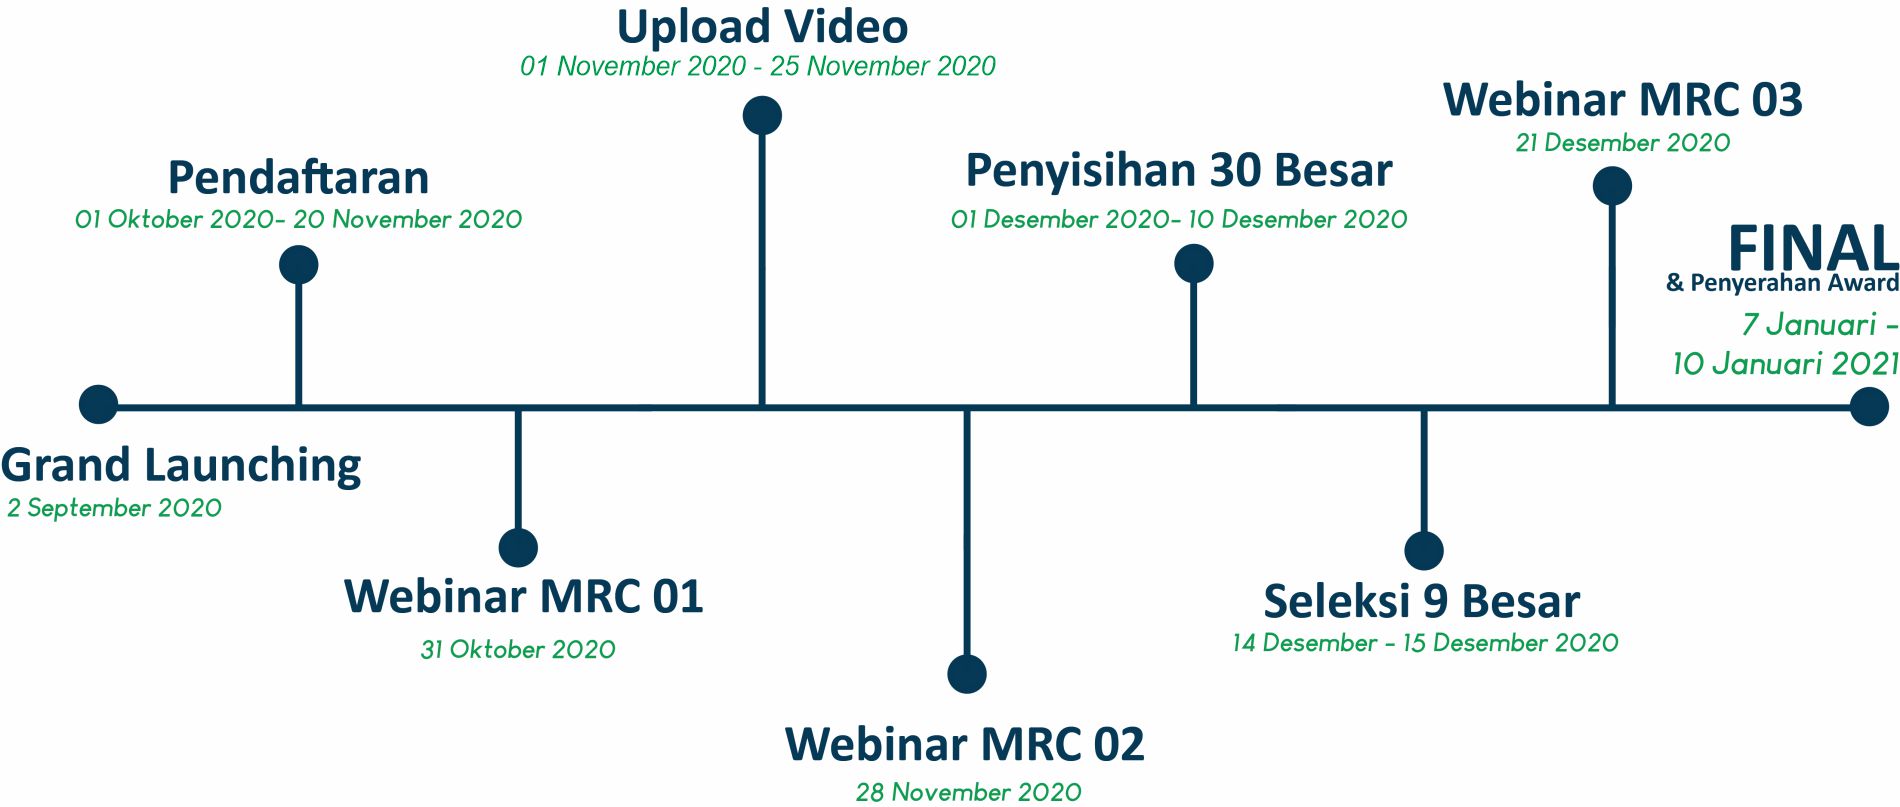 Upload Video
01 November 2020 - 25 November 2020
Webinar MRC 03
21 Desember 2020
Pendaftaran
01 Oktober 2020- 20 November 2020
Penyisihan 30 Besar
01 Desember 2020- 10 Desember 2020
FINAL
& Penyerahan Award
7 Januari -
10 Januari 2021
Grand Launching
2 September 2020
Webinar MRC 01
31 Oktober 2020
Seleksi 9 Besar
14 Desember - 15 Desember 2020
Webinar MRC 02
28 November 2020